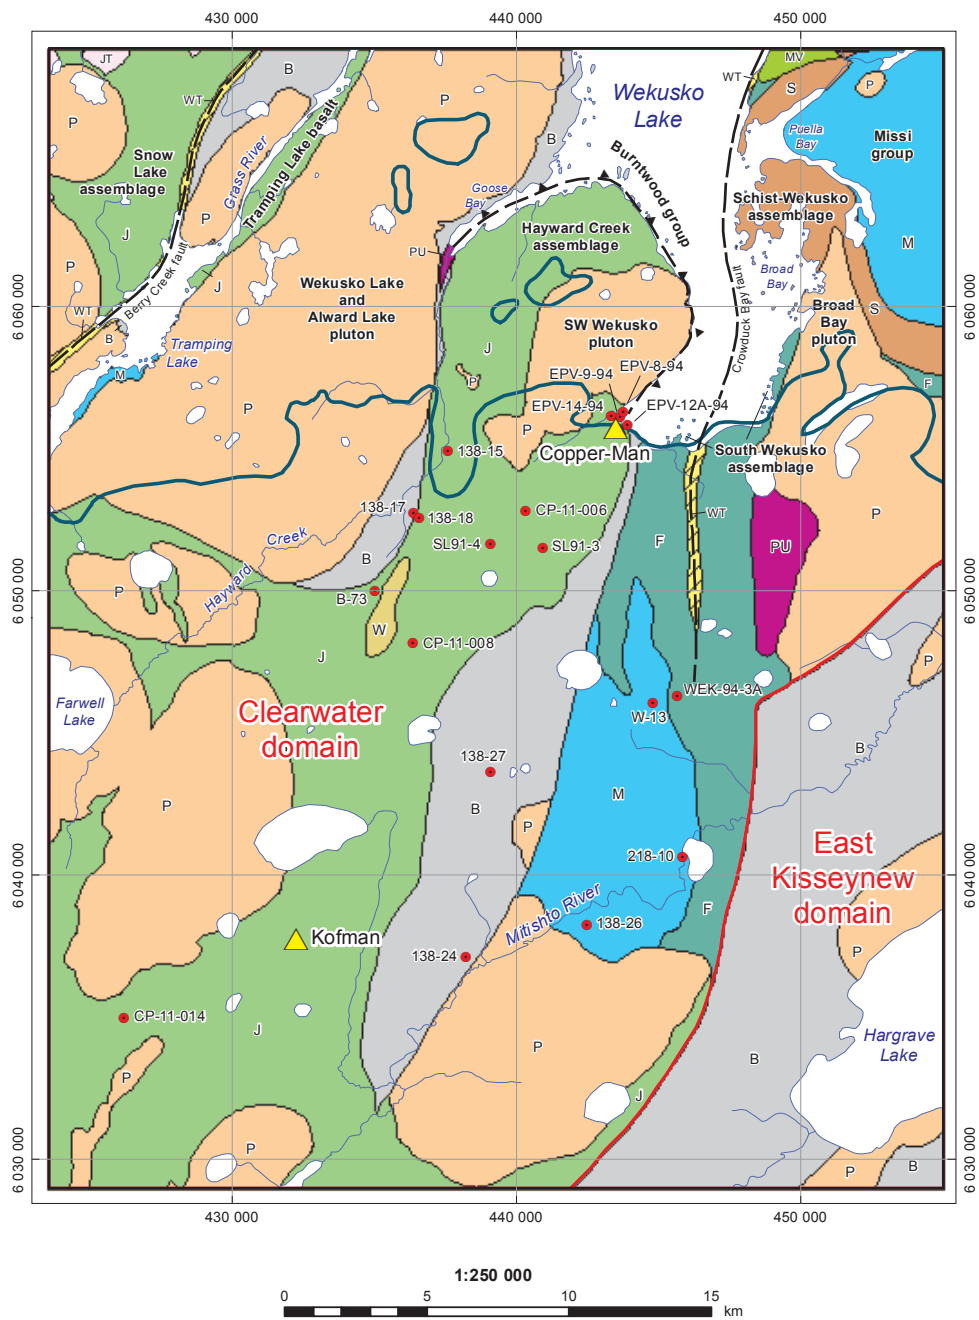 430 000
440 000
450 000
JT
B
WT
P
P
Wekusko
Lake
WT
MV
S
P
Puella
Bay
Missi
group
Snow
Lake
assemblage
Grass River
Tramping Lake basalt
B
Burntwood group
Goose
Bay
Schist-Wekusko
assemblage
P
J
Hayward Creek
assemblage
PU
M
P
Berry Creek fault
J
Wekusko Lake
and
Alward Lake
pluton
Broad
Bay
Broad
Bay
pluton
S
WT
B
6 060 000
6 060 000
SW Wekusko
pluton
Crowduck Bay fault
Tramping
Lake
M
J
P
EPV-9-94
EPV-8-94
F
P
EPV-14-94
EPV-12A-94
P
Copper-Man
138-15
South Wekusko
assemblage
138-17
138-18
CP-11-006
WT
P
Creek
SL91-4
SL91-3
F
PU
B
Hayward
P
B-73
6 050 000
6 050 000
W
J
CP-11-008
P
Farwell
Lake
Clearwater
domain
WEK-94-3A
W-13
B
138-27
P
B
M
P
East
Kisseynew
domain
218-10
6 040 000
6 040 000
Mitishto River
F
Kofman
138-26
138-24
P
CP-11-014
J
P
B
Hargrave
Lake
P
J
P
P
B
6 030 000
6 030 000
430 000
440 000
450 000
1:250 000
0
5
10
15
km